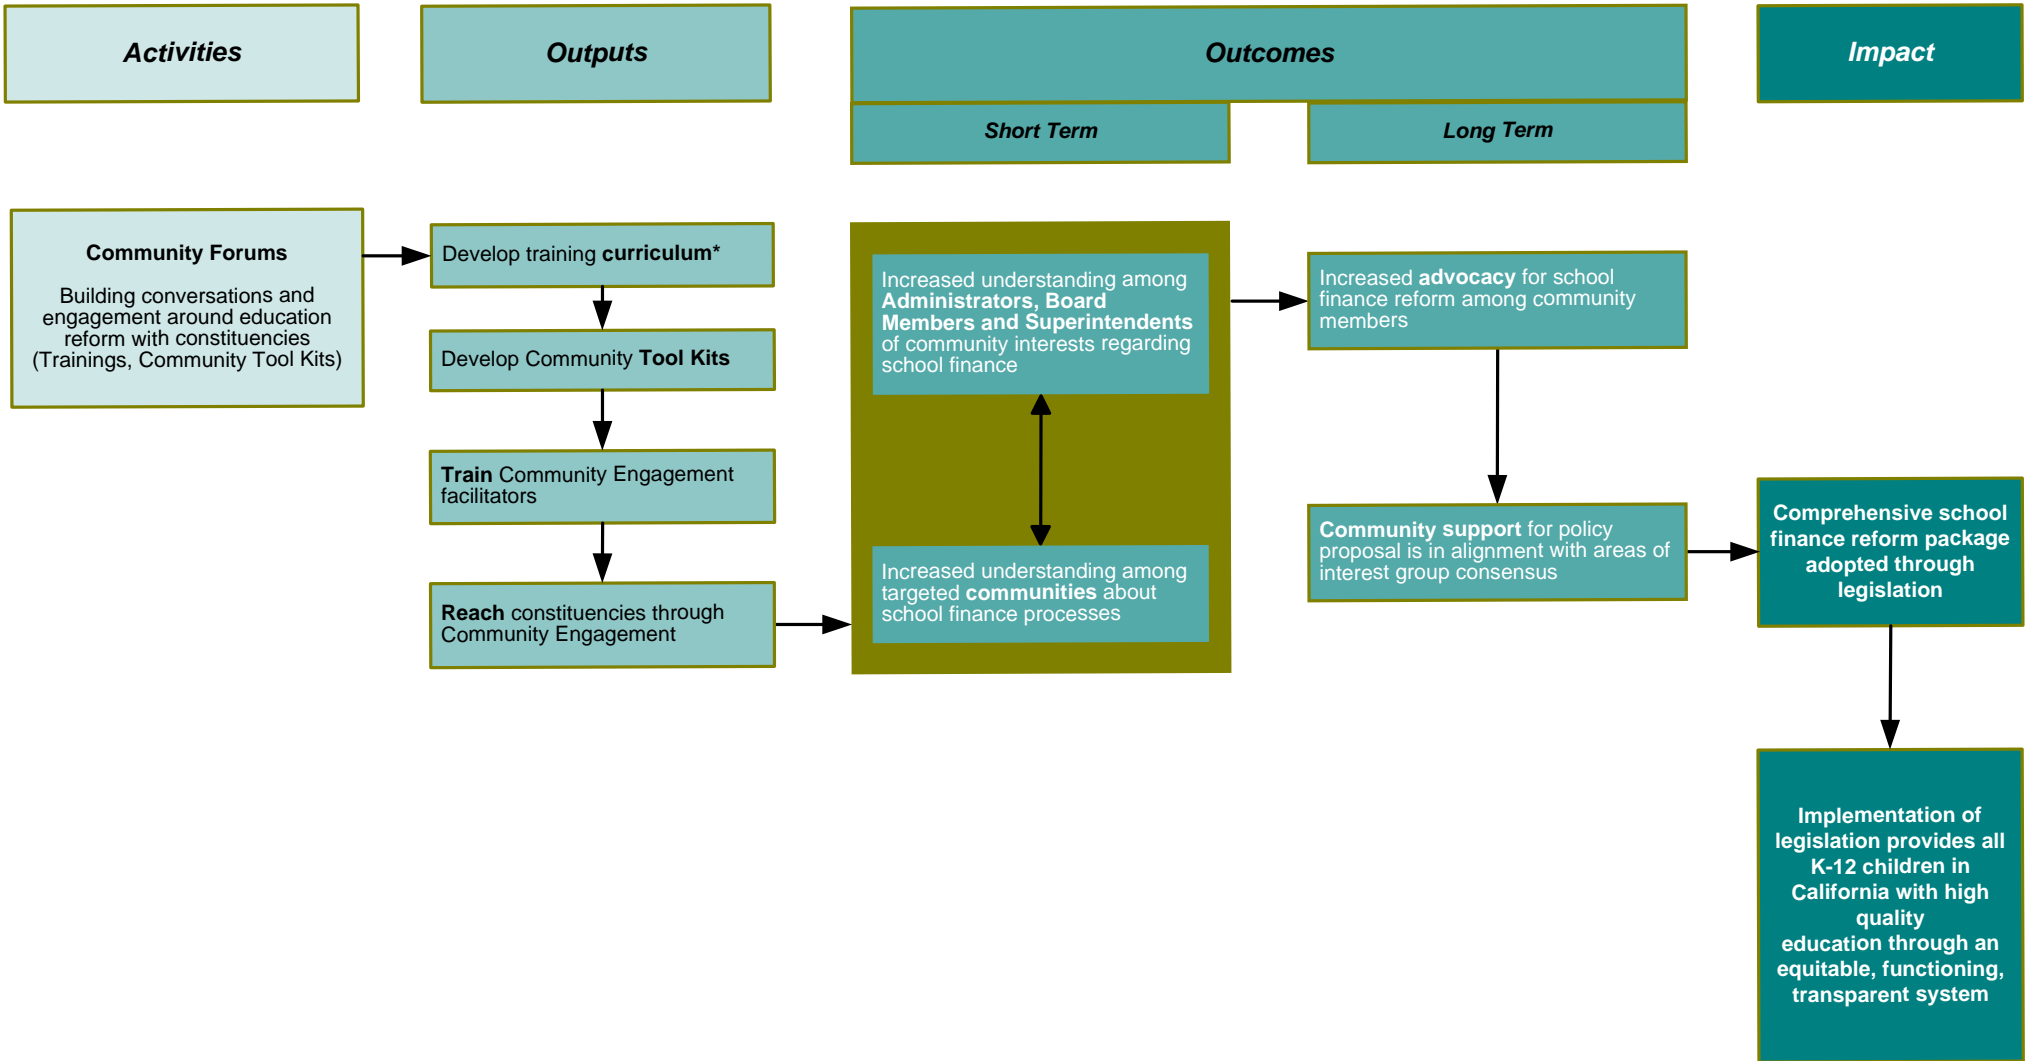 Activities
Outputs
Outcomes
Impact
Short Term
Long Term
Community Forums
Building conversations and
engagement around education
reform with constituencies
(Trainings, Community Tool Kits)
Develop training curriculum*
Develop Community Tool Kits
Train Community Engagement
facilitators
Reach constituencies through
Community Engagement
Increased understanding among
Administrators, Board
Members and Superintendents
of community interests regarding
school finance
Increased understanding among
targeted communities about
school finance processes
Increased advocacy for school
finance reform among community
members
Community support for policy
proposal is in alignment with areas of
interest group consensus
Comprehensive school
finance reform package
adopted through
legislation
Implementation of
legislation provides all
K-12 children in
California with high
quality
education through an
equitable, functioning,
transparent system